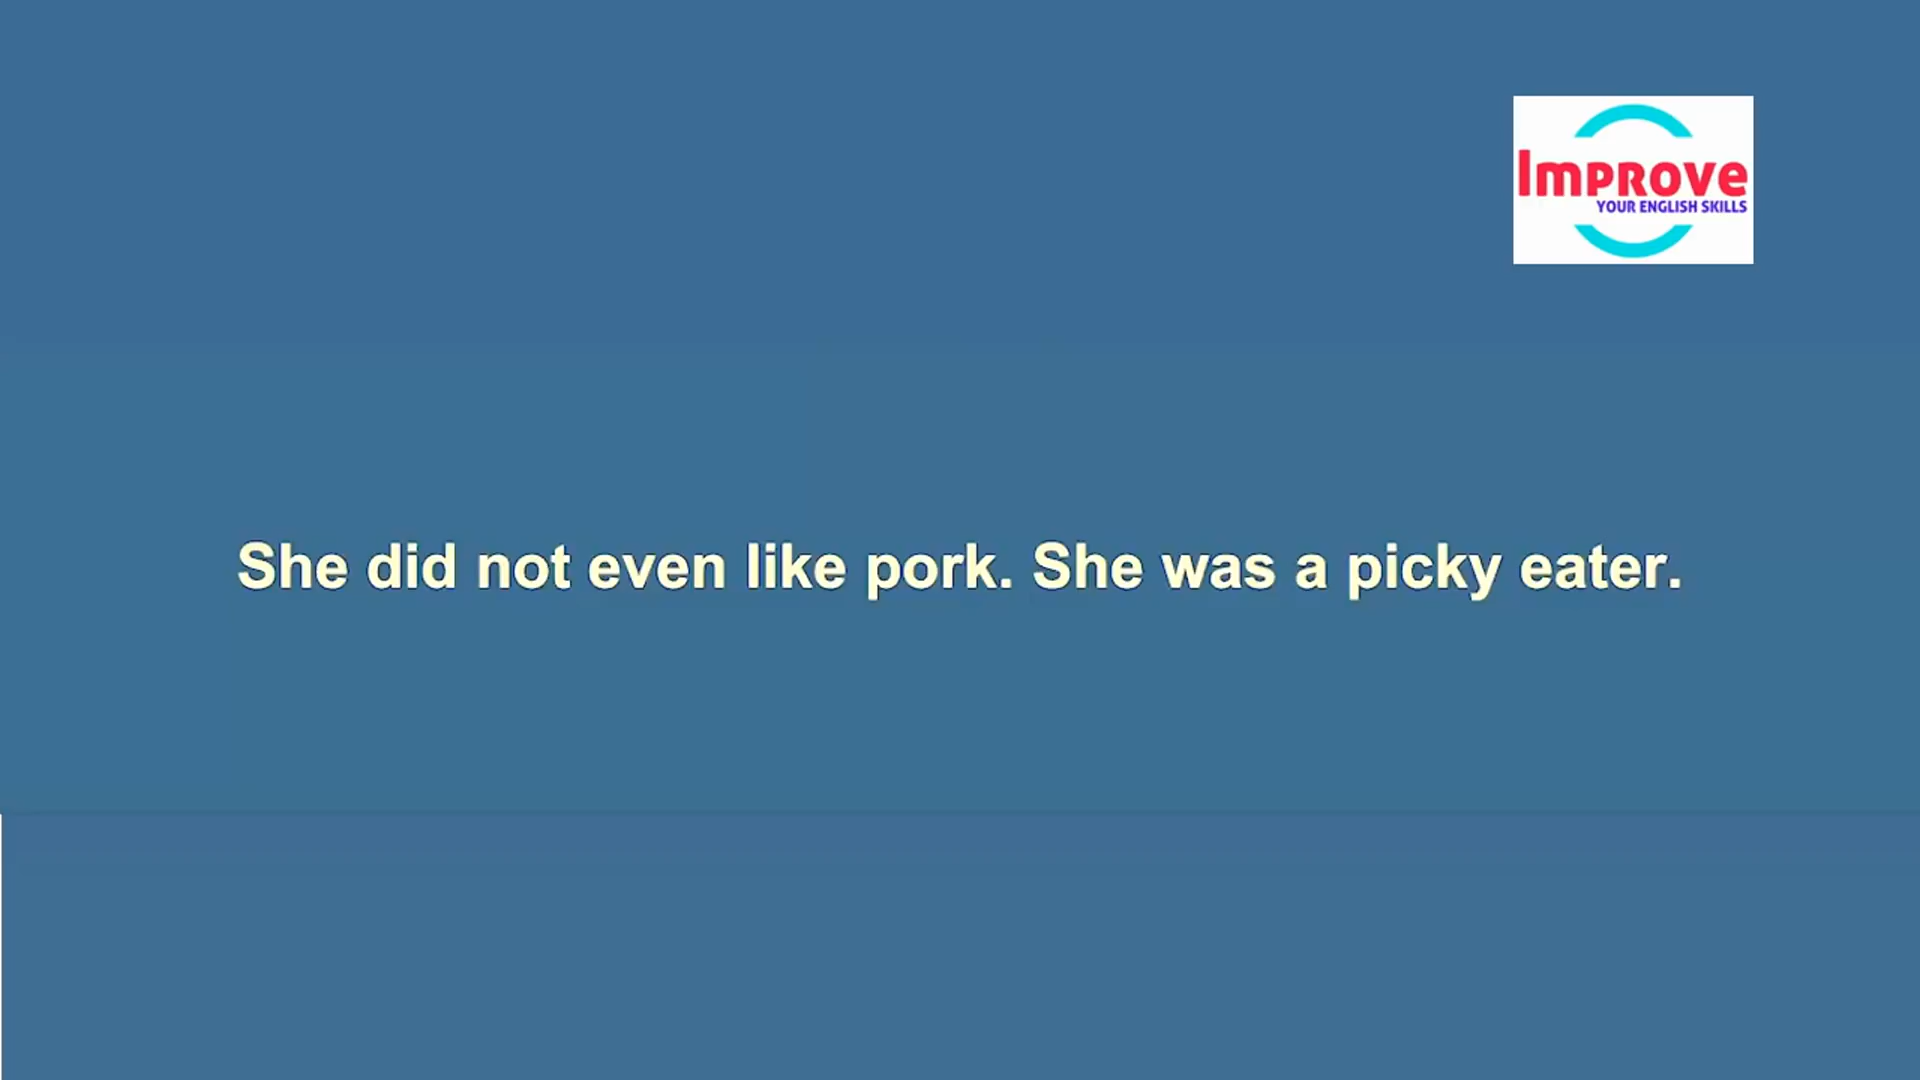 Improve
YOUR ENGLISH SKILLS
She did not even like pork. She was a picky eater.